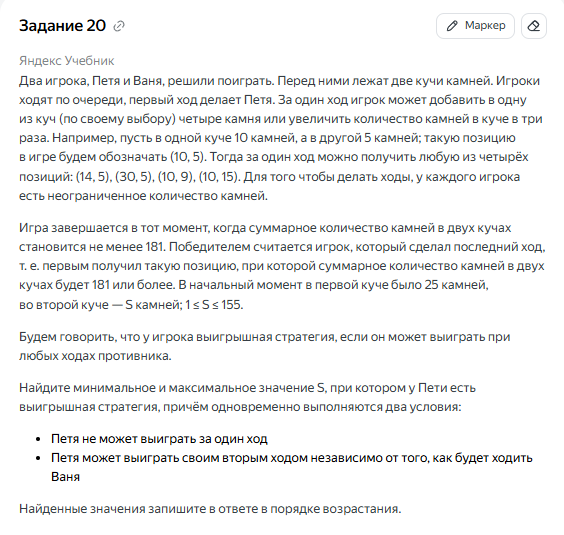 Задание 20
Маркер
Яндекс Учебник
Два игрока, Петя и Ваня, решили поиграть. Перед ними лежат две кучи камней. Игроки
ходят по очереди, первый ход делает Петя. За один ход игрок может добавить в одну
из куч (по своему выбору) четыре камня или увеличить количество камней в куче в три
раза. Например, пусть в одной куче 10 камней, а в другой 5 камней; такую позицию
в игре будем обозначать (10, 5). Тогда за один ход можно получить любую из четырёх
позиций: (14, 5), (30, 5), (10, 9), (10, 15). Для того чтобы делать ходы, у каждого игрока
есть неограниченное количество камней.
Игра завершается в тот момент, когда суммарное количество камней в двух кучах
становится не менее 181. Победителем считается игрок, который сделал последний ход,
т. е. первым получил такую позицию, при которой суммарное количество камней в двух
кучах будет 181 или более. В начальный момент в первой куче было 25 камней,
во второй куче — S камней; 1 ≤ S ≤ 155.
Будем говорить, что у игрока выигрышная стратегия, если он может выиграть при
любых ходах противника.
Найдите минимальное и максимальное значение S, при котором у Пети есть
выигрышная стратегия, причём одновременно выполняются два условия:
• Петя не может выиграть за один ход
• Петя может выиграть своим вторым ходом независимо от того, как будет ходить
Ваня
Найденные значения запишите в ответе в порядке возрастания.